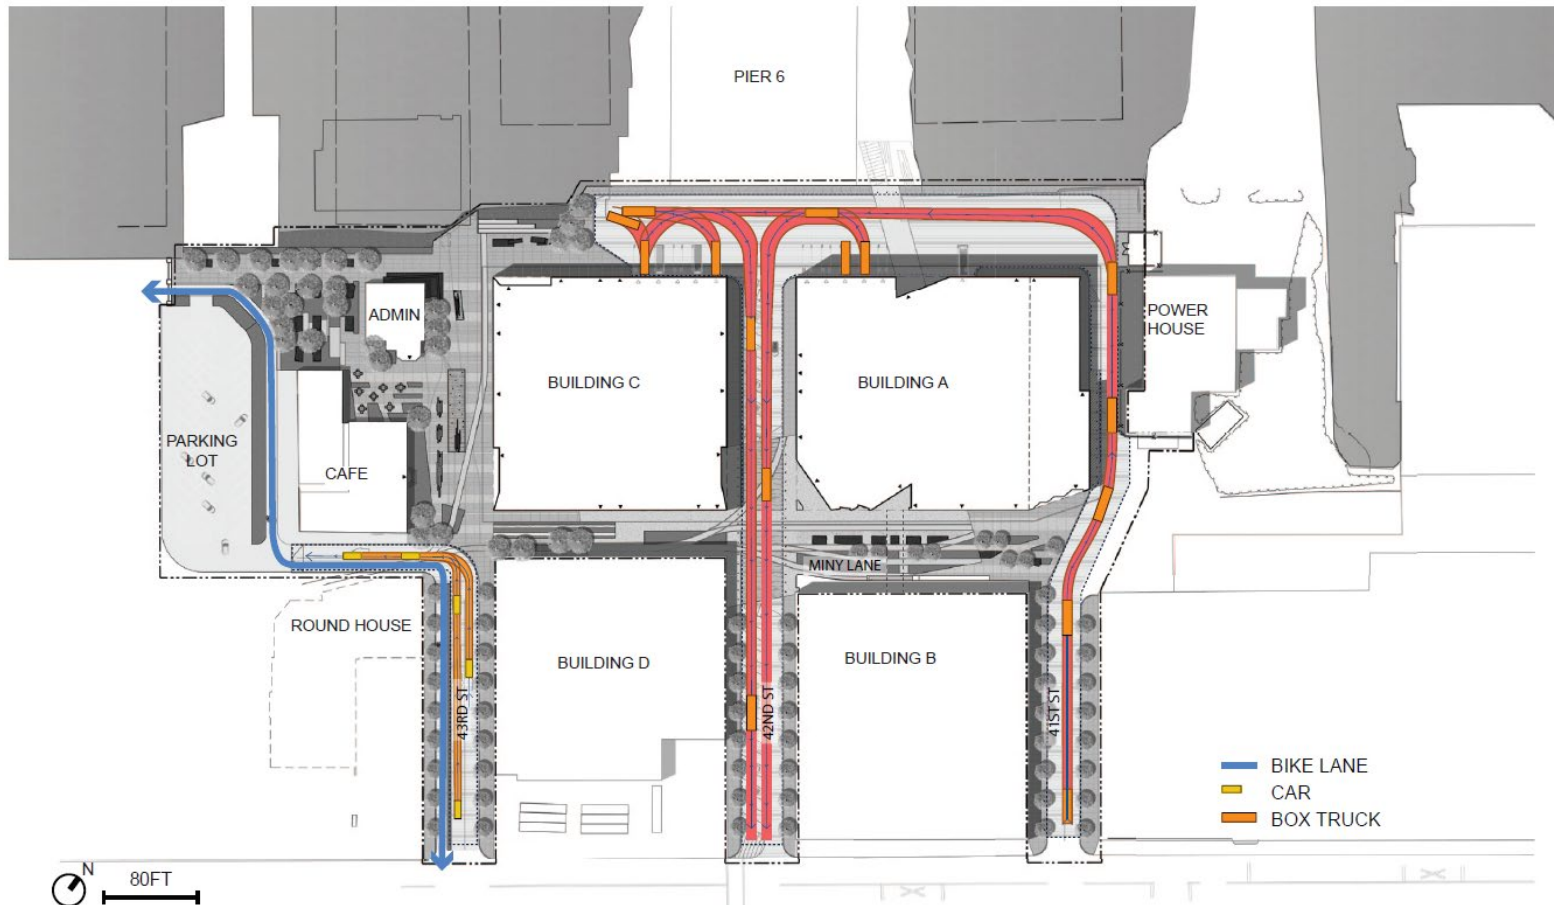 PIER 6
ADMIN
POWER
HOUSE
BUILDING C
BUILDING A
PARKING
LOT
CAFE
MINY LANE
ROUND HOUSE
BUILDING D
BUILDING B
43RD ST
42ND ST
41ST ST
BIKE LANE
CAR
BOX TRUCK
N
80FT